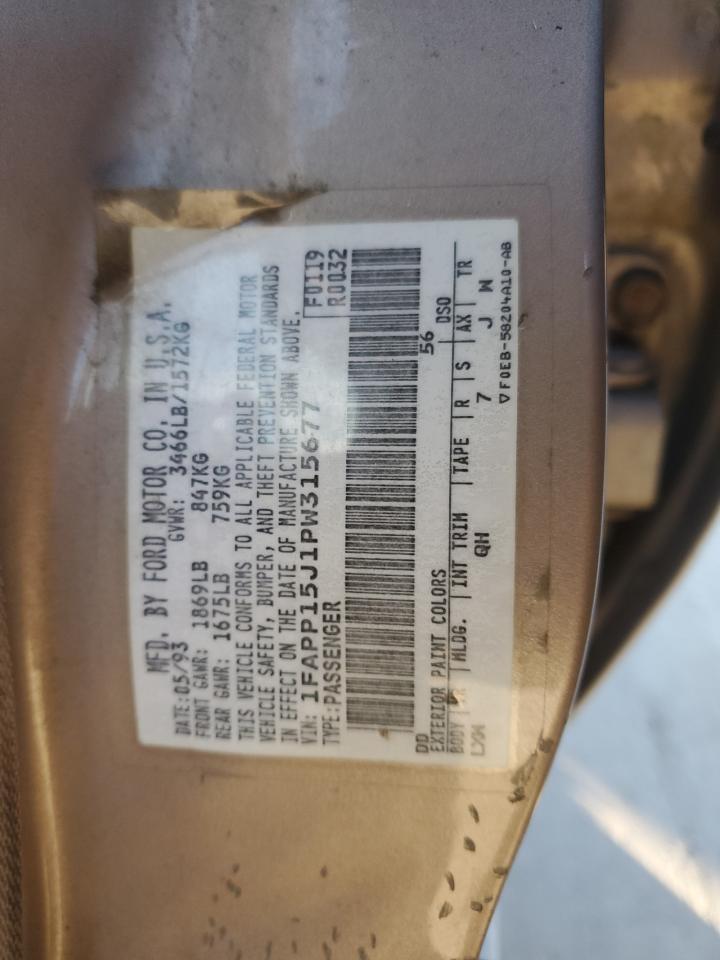 MFD. BY FORD MOTOR CO. IN U.S.A.
DATE: 05/93 GVWR: 3466LB/1572KG
FRONT GAWR: 1869LB 847KG
REAR GAWR: 1675LB 759KG
THIS VEHICLE CONFORMS TO ALL APPLICABLE FEDERAL MOTOR
VEHICLE SAFETY, BUMPER, AND THEFT PREVENTION STANDARDS
IN EFFECT ON THE DATE OF MANUFACTURE SHOWN ABOVE.
VIN: 1FAPP15J1PW315677 F0119
TYPE: PASSENGER R0032
DD 56
EXTERIOR PAINT COLORS DSO
BODY MLDG. INT TRIM TAPE R S AX TR
LXW QH 7 J W
▽ F0EB-58204A10-AB